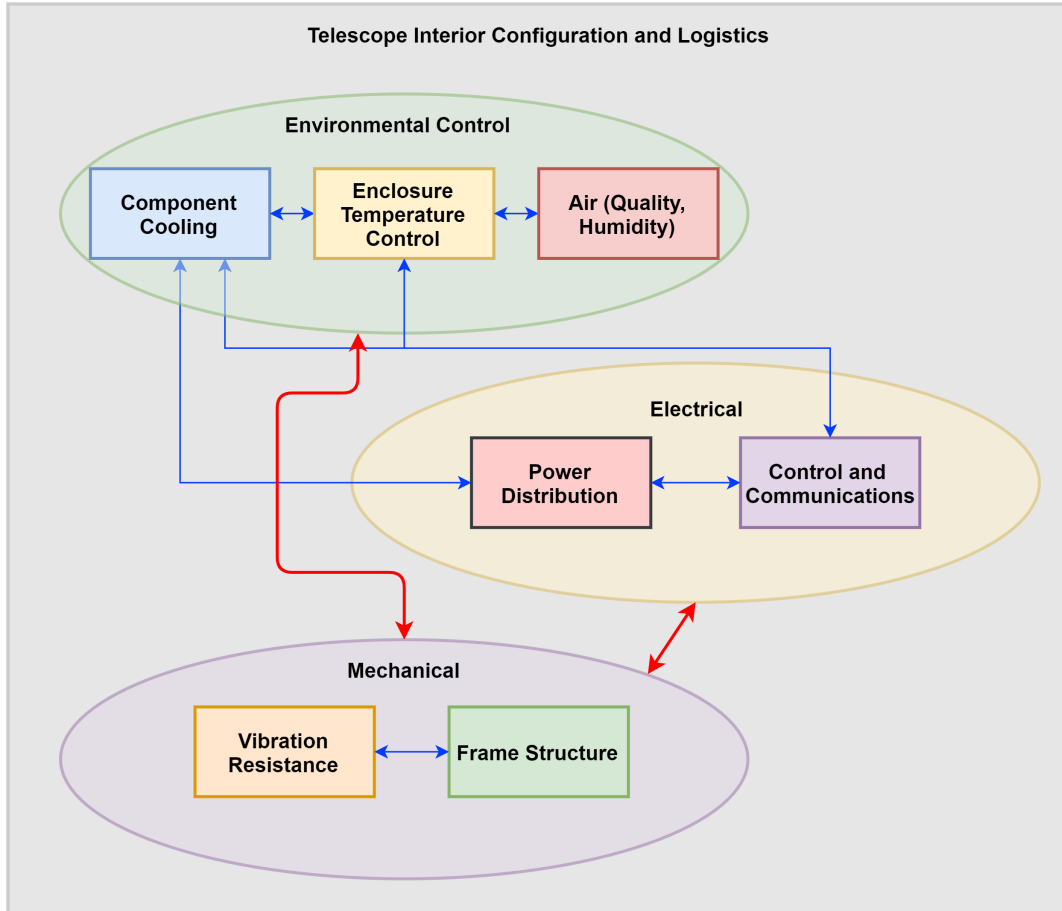 Telescope Interior Configuration and Logistics
Environmental Control
Component
Cooling
Enclosure
Temperature
Control
Air (Quality,
Humidity)
Electrical
Power
Distribution
Control and
Communications
Mechanical
Vibration
Resistance
Frame Structure